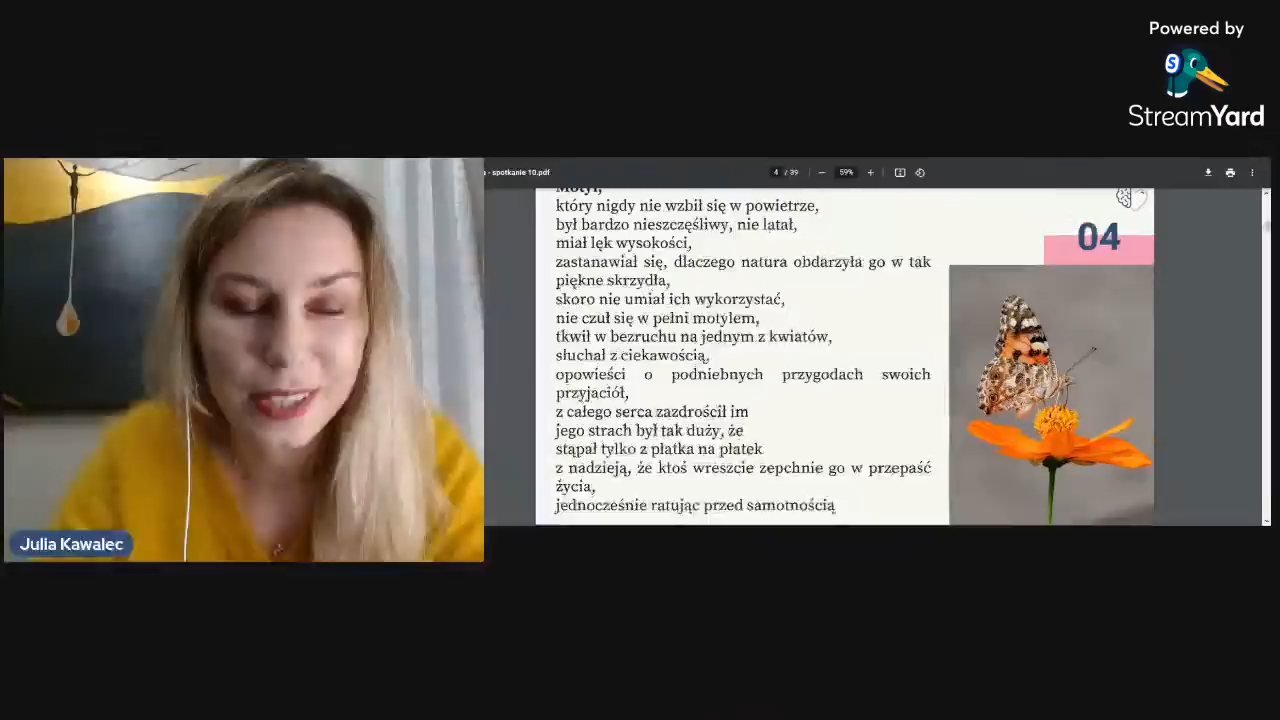 Powered by
StreamYard
- spotkanie 10.pdf
4 / 39
59%
Motyl,
który nigdy nie wzbił się w powietrze,
był bardzo nieszczęśliwy, nie latał,
miał lęk wysokości,
zastanawiał się, dlaczego natura obdarzyła go w tak
piękne skrzydła,
skoro nie umiał ich wykorzystać,
nie czuł się w pełni motylem,
tkwił w bezruchu na jednym z kwiatów,
słuchał z ciekawością,
opowieści o podniebnych przygodach swoich
przyjaciół,
z całego serca zazdrościł im
jego strach był tak duży, że
stąpał tylko z płatka na płatek
z nadzieją, że ktoś wreszcie zepchnie go w przepaść
życia,
jednocześnie ratując przed samotnością
04
Julia Kawalec